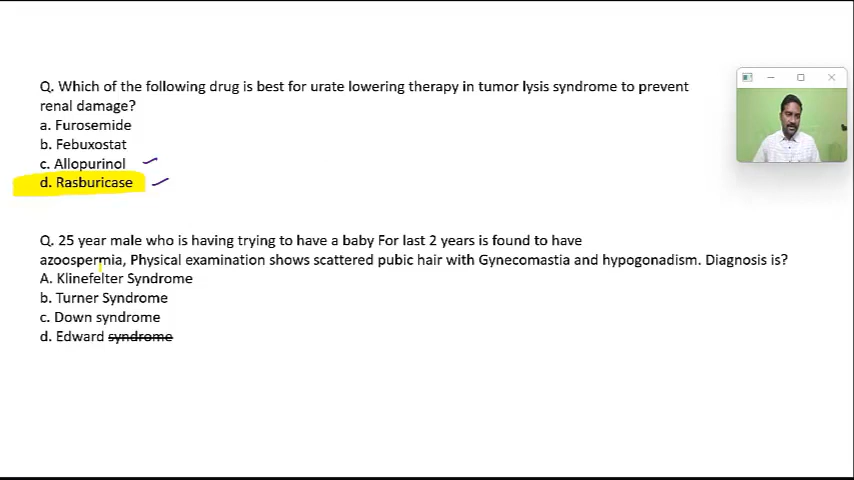 Q. Which of the following drug is best for urate lowering therapy in tumor lysis syndrome to prevent
renal damage?
a. Furosemide
b. Febuxostat
c. Allopurinol
d. Rasburicase
Q. 25 year male who is having trying to have a baby For last 2 years is found to have
azoospermia, Physical examination shows scattered pubic hair with Gynecomastia and hypogonadism. Diagnosis is?
A. Klinefelter Syndrome
b. Turner Syndrome
c. Down syndrome
d. Edward syndrome